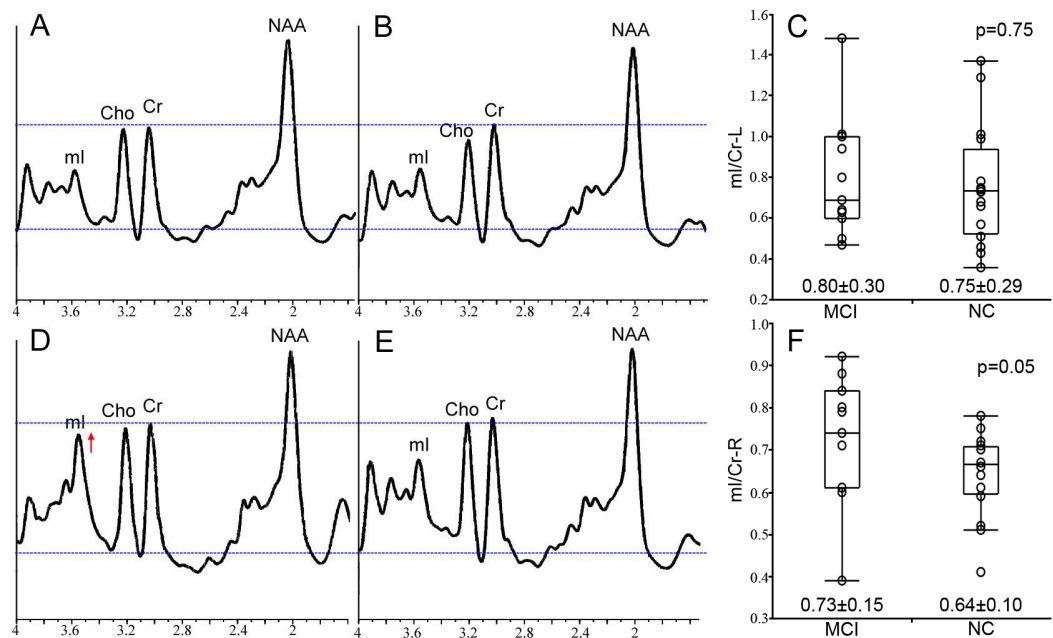 A
NAA
Cho
Cr
mI
4 3.6 3.2 2.8 2.4 2
B
NAA
Cho
Cr
mI
4 3.6 3.2 2.8 2.4 2
C
p=0.75
mI/Cr-L
1.6
1.4
1.2
1.0
0.8
0.6
0.4
0.2
0.80±0.30 0.75±0.29
MCI NC
D
NAA
mI
Cho
Cr
4 3.6 3.2 2.8 2.4 2
E
NAA
Cho
Cr
mI
4 3.6 3.2 2.8 2.4 2
F
p=0.05
mI/Cr-R
1.0
0.9
0.8
0.7
0.6
0.5
0.4
0.3
0.73±0.15 0.64±0.10
MCI NC